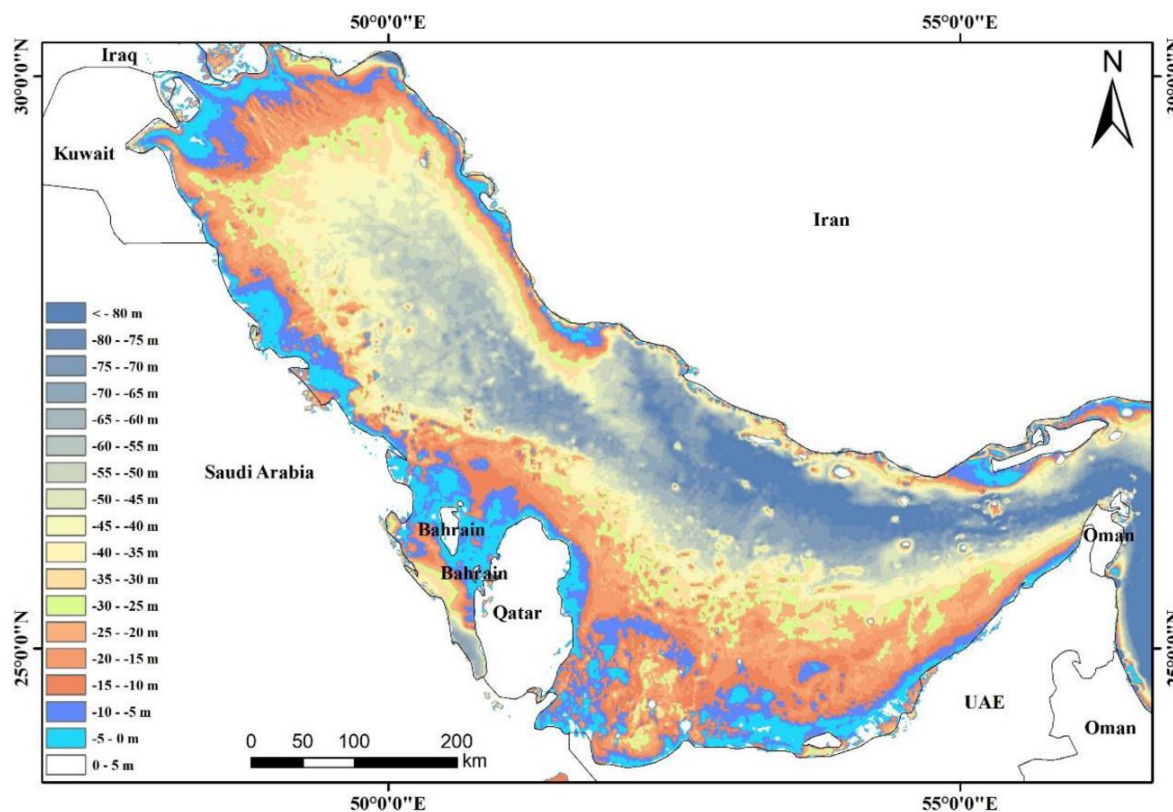 50°0'0"E 55°0'0"E
Iraq
30°0'0"N
30°0'0"N
N
Kuwait
Iran
< - 80 m
-80 - -75 m
-75 - -70 m
-70 - -65 m
-65 - -60 m
-60 - -55 m
-55 - -50 m
-50 - -45 m
-45 - -40 m
-40 - -35 m
-35 - -30 m
-30 - -25 m
-25 - -20 m
-20 - -15 m
-15 - -10 m
-10 - -5 m
-5 - 0 m
0 - 5 m
Saudi Arabia
Bahrain
Bahrain
Qatar
Oman
25°0'0"N
25°0'0"N
UAE
Oman
0 50 100 200
km
50°0'0"E 55°0'0"E